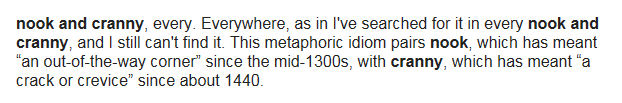 nook and cranny, every. Everywhere, as in I've searched for it in every nook and
cranny, and I still can't find it. This metaphoric idiom pairs nook, which has meant
“an out-of-the-way corner” since the mid-1300s, with cranny, which has meant “a
crack or crevice” since about 1440.